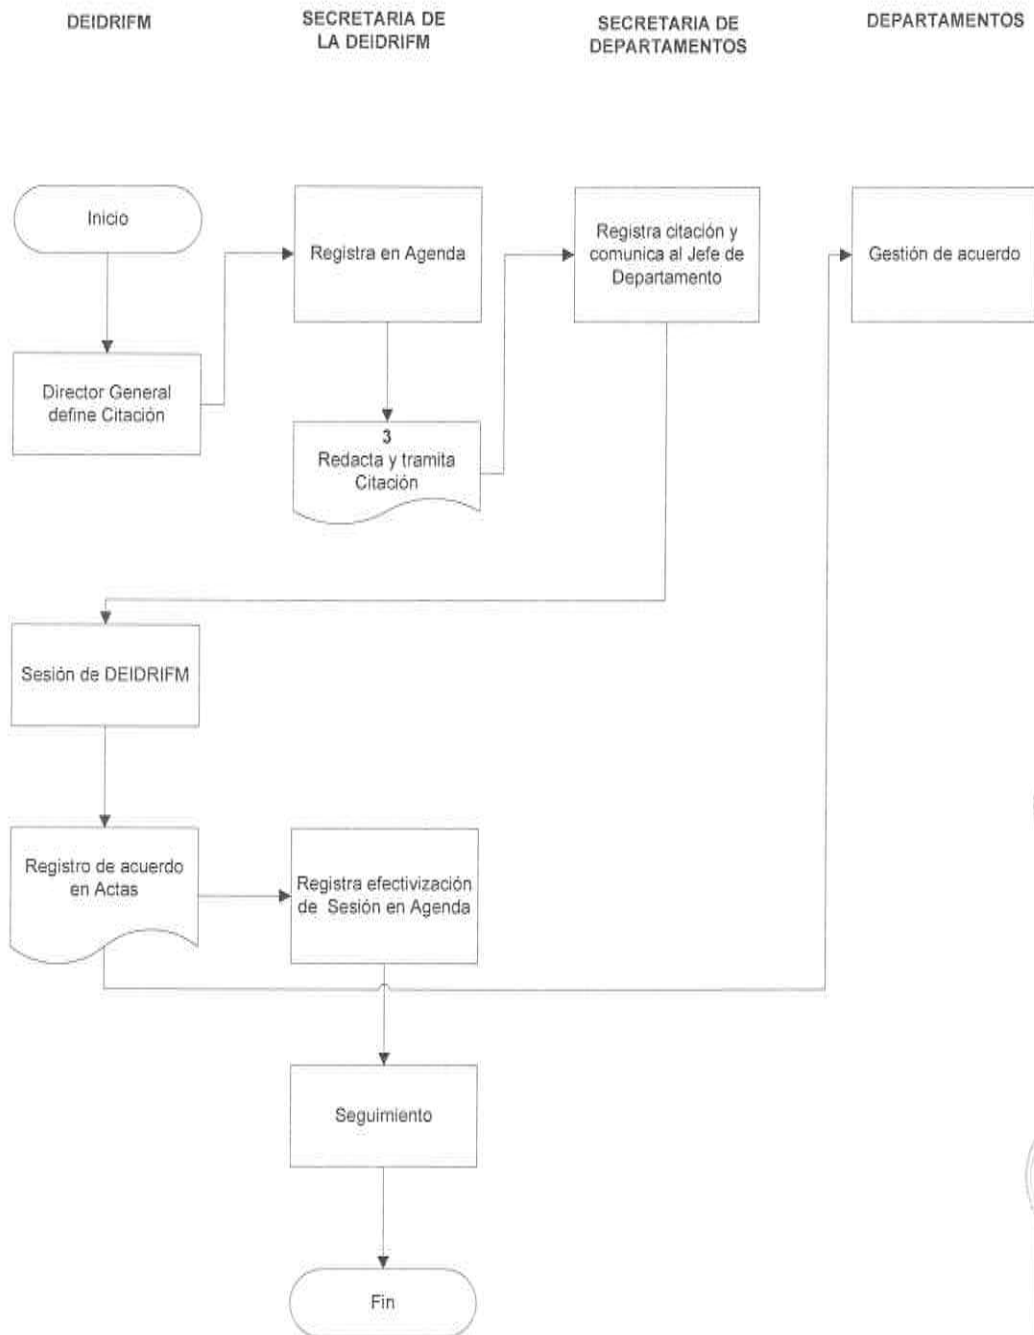 DEIDRIFM
SECRETARIA DE
LA DEIDRIFM
SECRETARIA DE
DEPARTAMENTOS
DEPARTAMENTOS
Inicio
Registra en Agenda
Registra citación y
comunica al Jefe de
Departamento
Gestión de acuerdo
Director General
define Citación
3
Redacta y tramita
Citación
Sesión de DEIDRIFM
Registro de acuerdo
en Actas
Registra efectivización
de Sesión en Agenda
Seguimiento
Fin